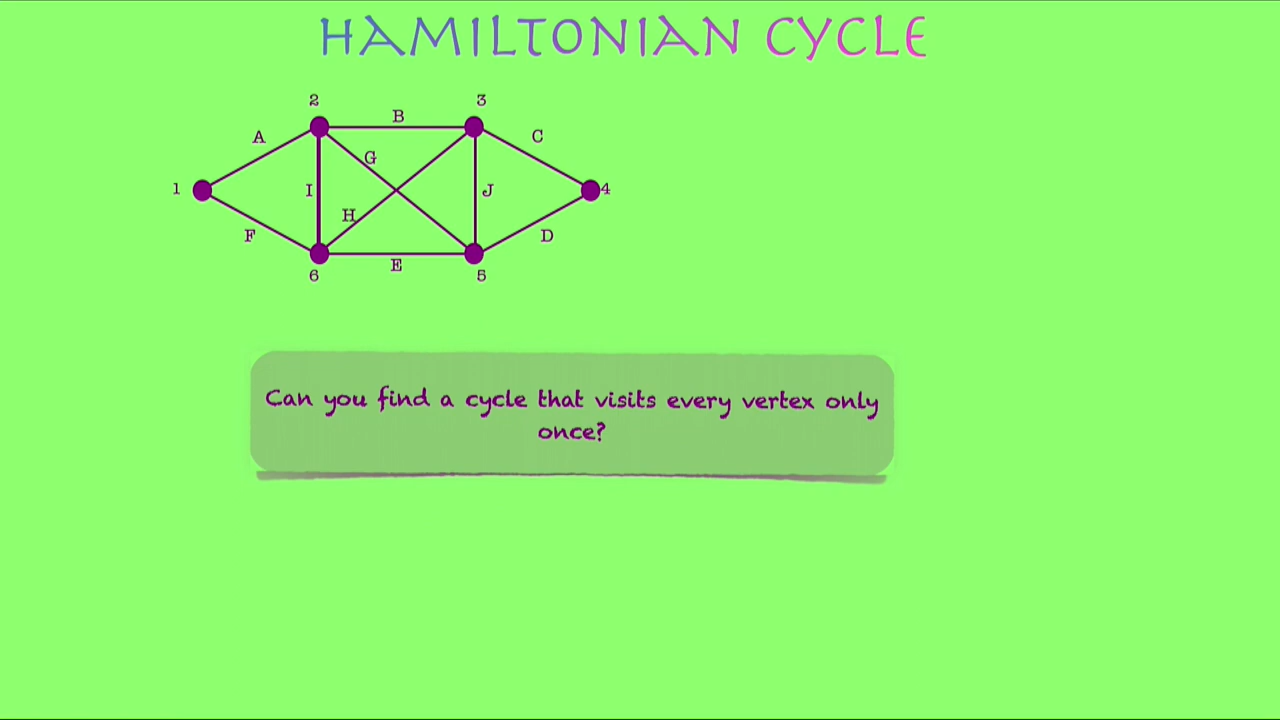 HAMILTONIAN CYCLE
2
3
B
A
C
G
1
I
J
4
H
F
D
E
6
5
Can you find a cycle that visits every vertex only
once?